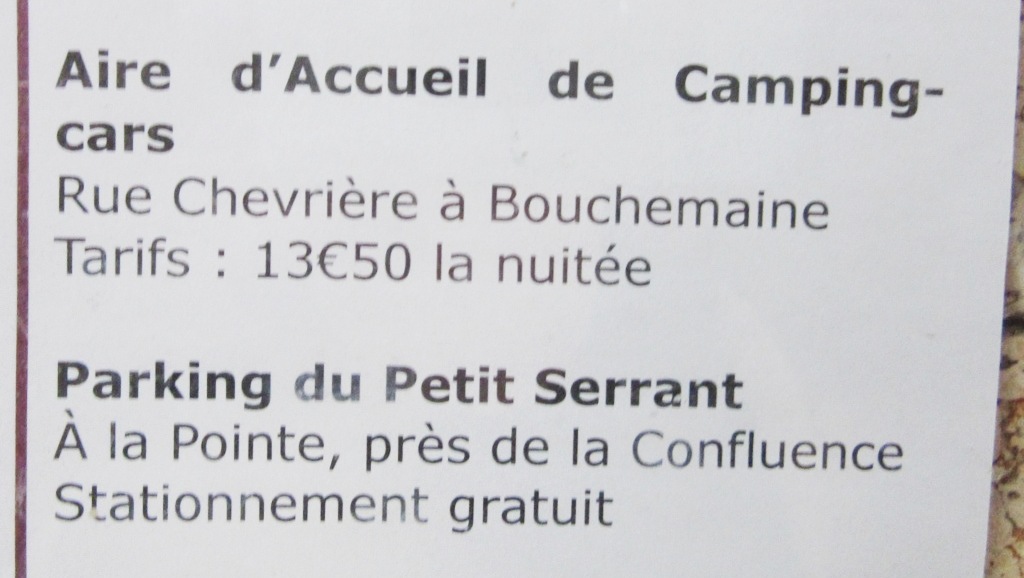 Aire d'Accueil de Camping-
cars
Rue Chevrière à Bouchemaine
Tarifs : 13€50 la nuitée
Parking du Petit Serrant
À la Pointe, près de la Confluence
Stationnement gratuit